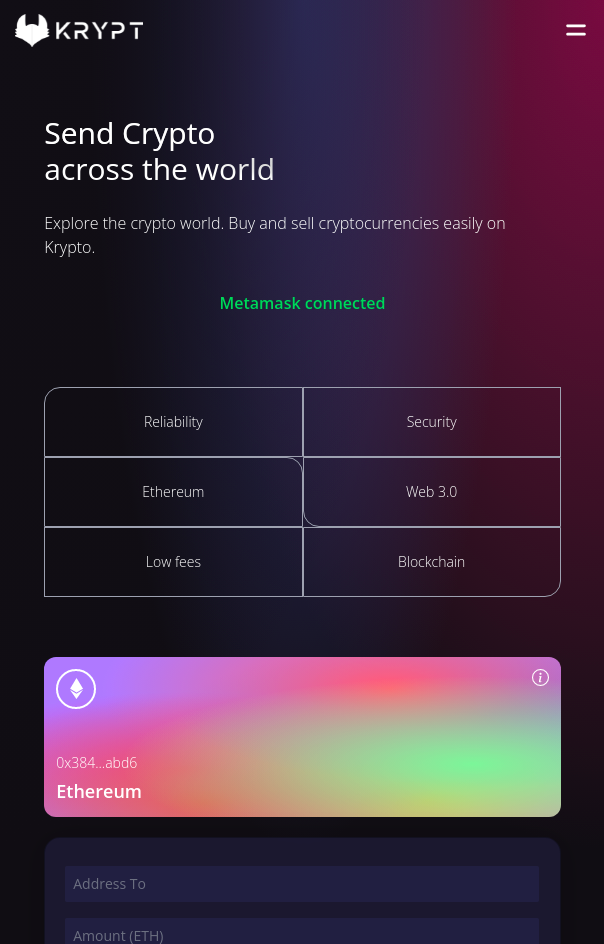 KRYPT
Send Crypto
across the world
Explore the crypto world. Buy and sell cryptocurrencies easily on
Krypto.
Metamask connected
Reliability
Security
Ethereum
Web 3.0
Low fees
Blockchain
0x384...abd6
Ethereum
Address To
Amount (ETH)